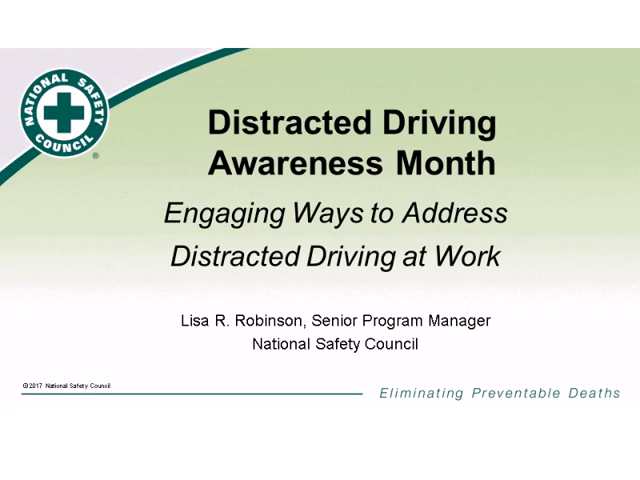 NATIONAL SAFETY COUNCIL
®
Distracted Driving
Awareness Month
Engaging Ways to Address
Distracted Driving at Work
Lisa R. Robinson, Senior Program Manager
National Safety Council
©2017 National Safety Council
Eliminating Preventable Deaths